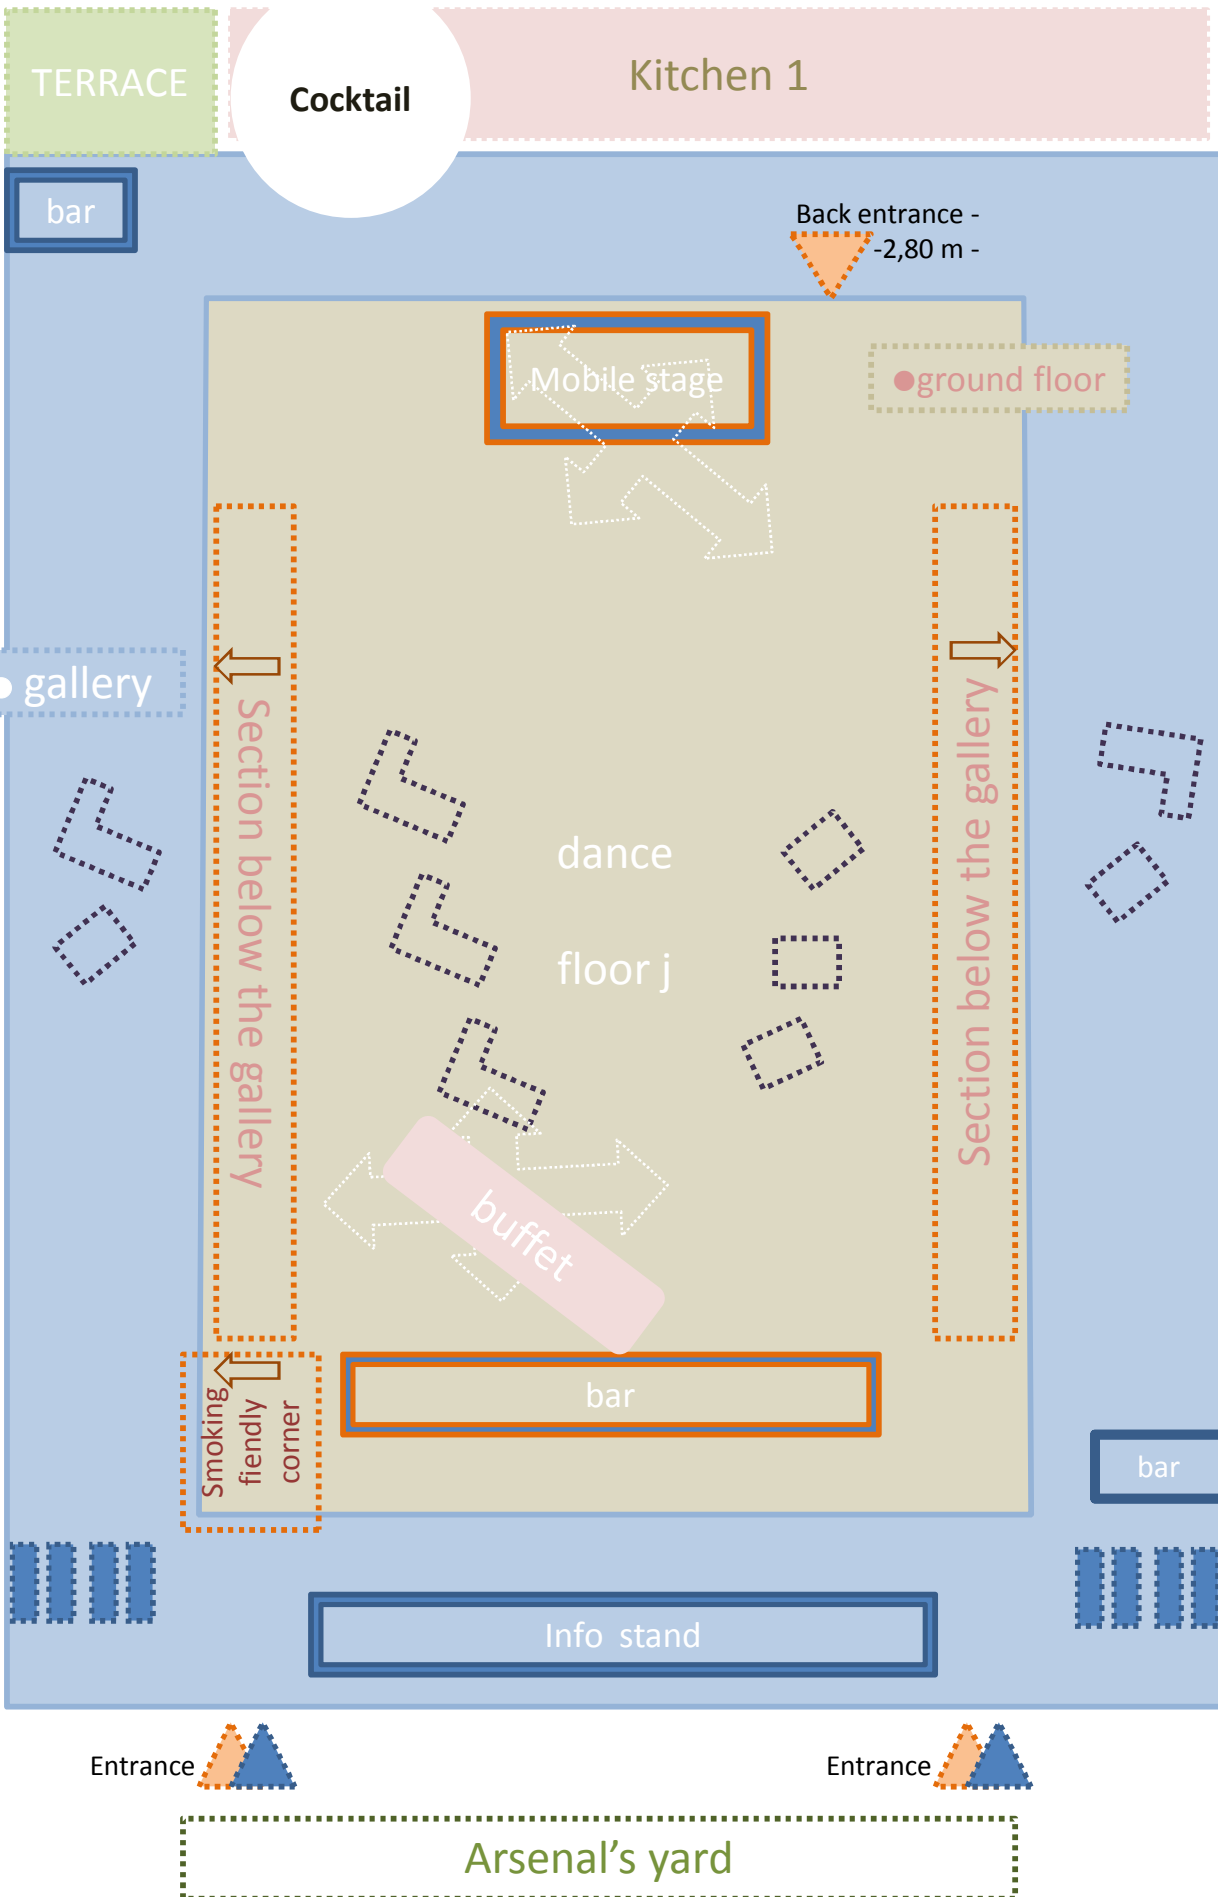 TERRACE
Kitchen 1
Cocktail
bar
Back entrance -
-2,80 m -
Mobile stage
●ground floor
● gallery
Section below the gallery
Section below the gallery
dance
floor j
buffet
bar
Smoking
fiendly
corner
bar
Info stand
Entrance
Entrance
Arsenal’s yard